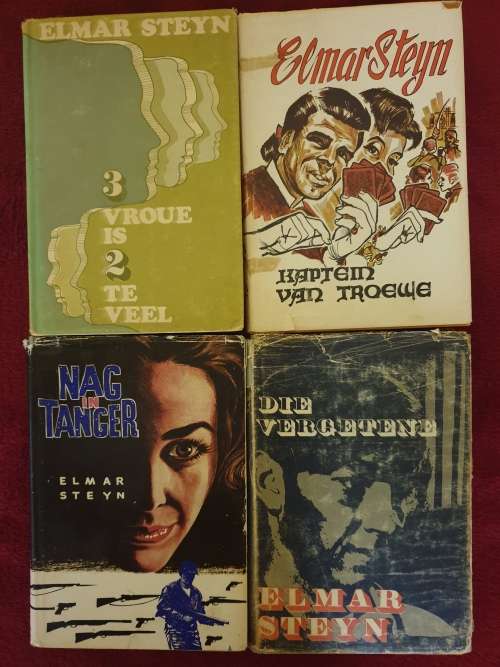 ELMAR STEYN
3
VROUE
IS
2
TE
VEEL
Elmar Steyn
KAPTEIN
VAN TROEWE
NAG
IN
TANGER
ELMAR
STEYN
DIE
VERGETENE
ELMAR
STEYN